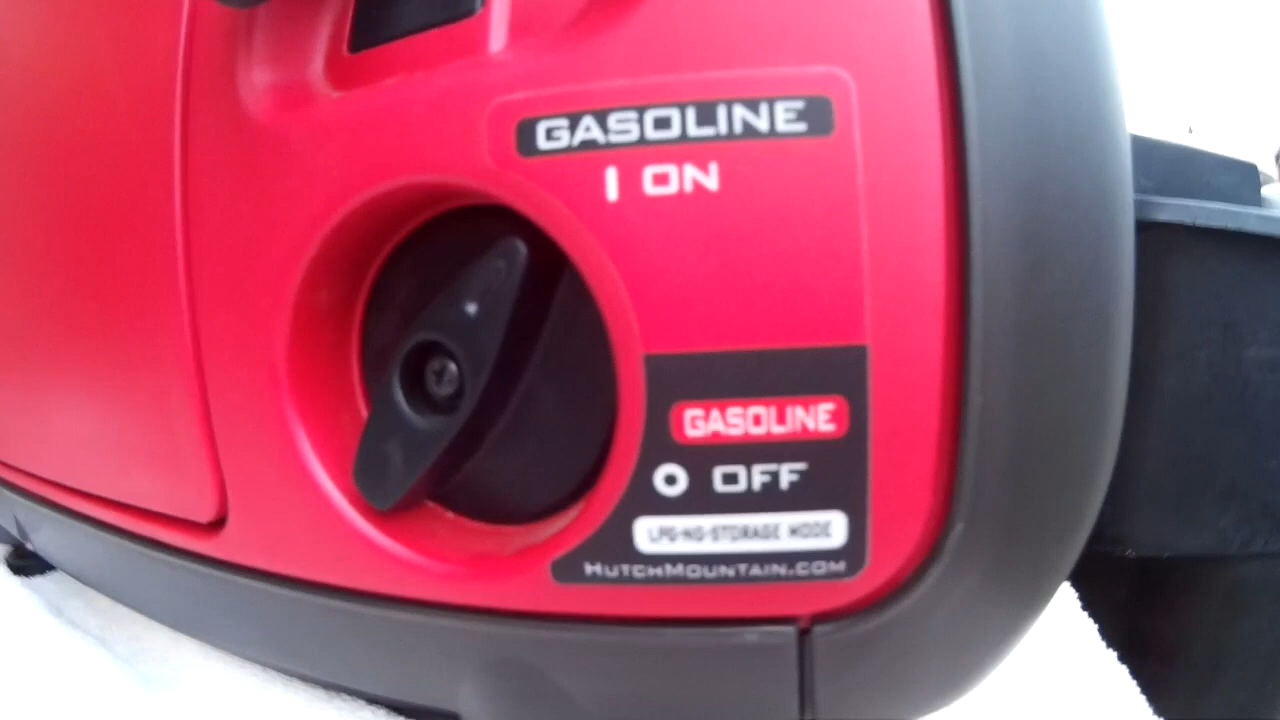 GASOLINE
I ON
GASOLINE
O OFF
LPG-NG-STORAGE MODE
HUTCHMOUNTAIN.COM